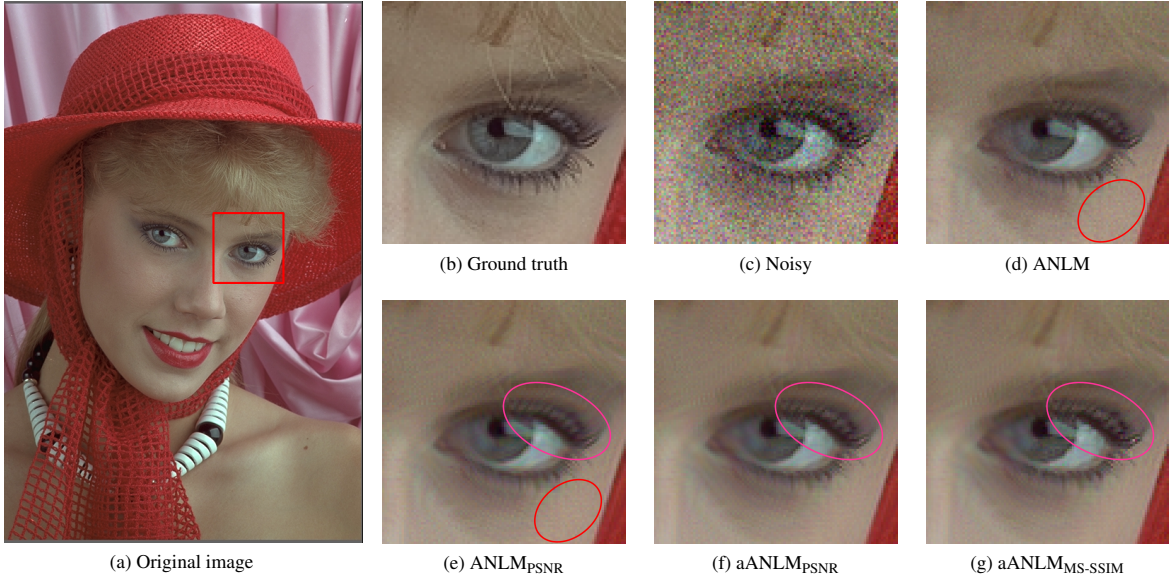 (b) Ground truth
(c) Noisy
(d) ANLM
(a) Original image
(e) ANLMPSNR
(f) aANLMPSNR
(g) aANLMMS-SSIM